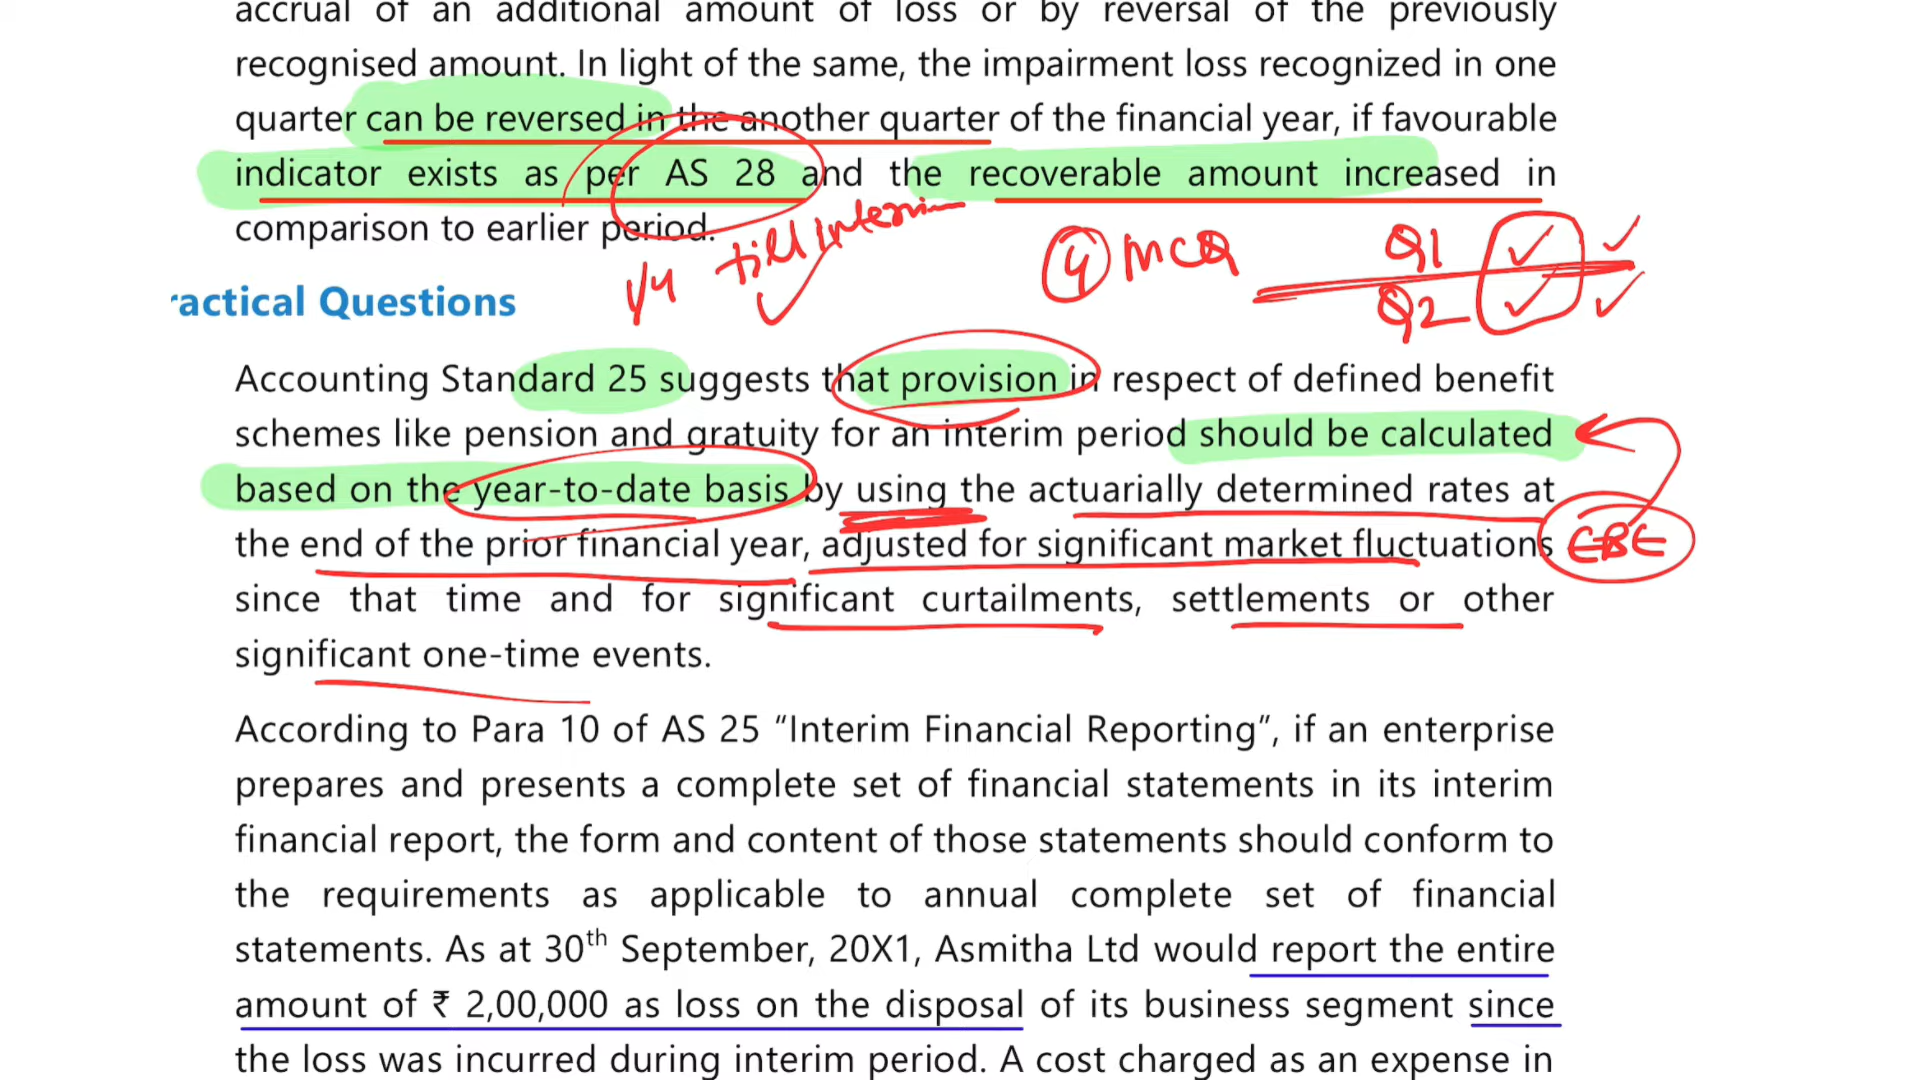 accrual of an additional amount of loss or by reversal of the previously
recognised amount. In light of the same, the impairment loss recognized in one
quarter can be reversed in the another quarter of the financial year, if favourable
indicator exists as per AS 28 and the recoverable amount increased in
comparison to earlier period.
1/4 till interim
4 MCQ
Q1
Q2
ractical Questions
Accounting Standard 25 suggests that provision in respect of defined benefit
schemes like pension and gratuity for an interim period should be calculated
based on the year-to-date basis by using the actuarially determined rates at
the end of the prior financial year, adjusted for significant market fluctuations
EBE
since that time and for significant curtailments, settlements or other
significant one-time events.
According to Para 10 of AS 25 “Interim Financial Reporting”, if an enterprise
prepares and presents a complete set of financial statements in its interim
financial report, the form and content of those statements should conform to
the requirements as applicable to annual complete set of financial
statements. As at 30th September, 20X1, Asmitha Ltd would report the entire
amount of ₹ 2,00,000 as loss on the disposal of its business segment since
the loss was incurred during interim period. A cost charged as an expense in